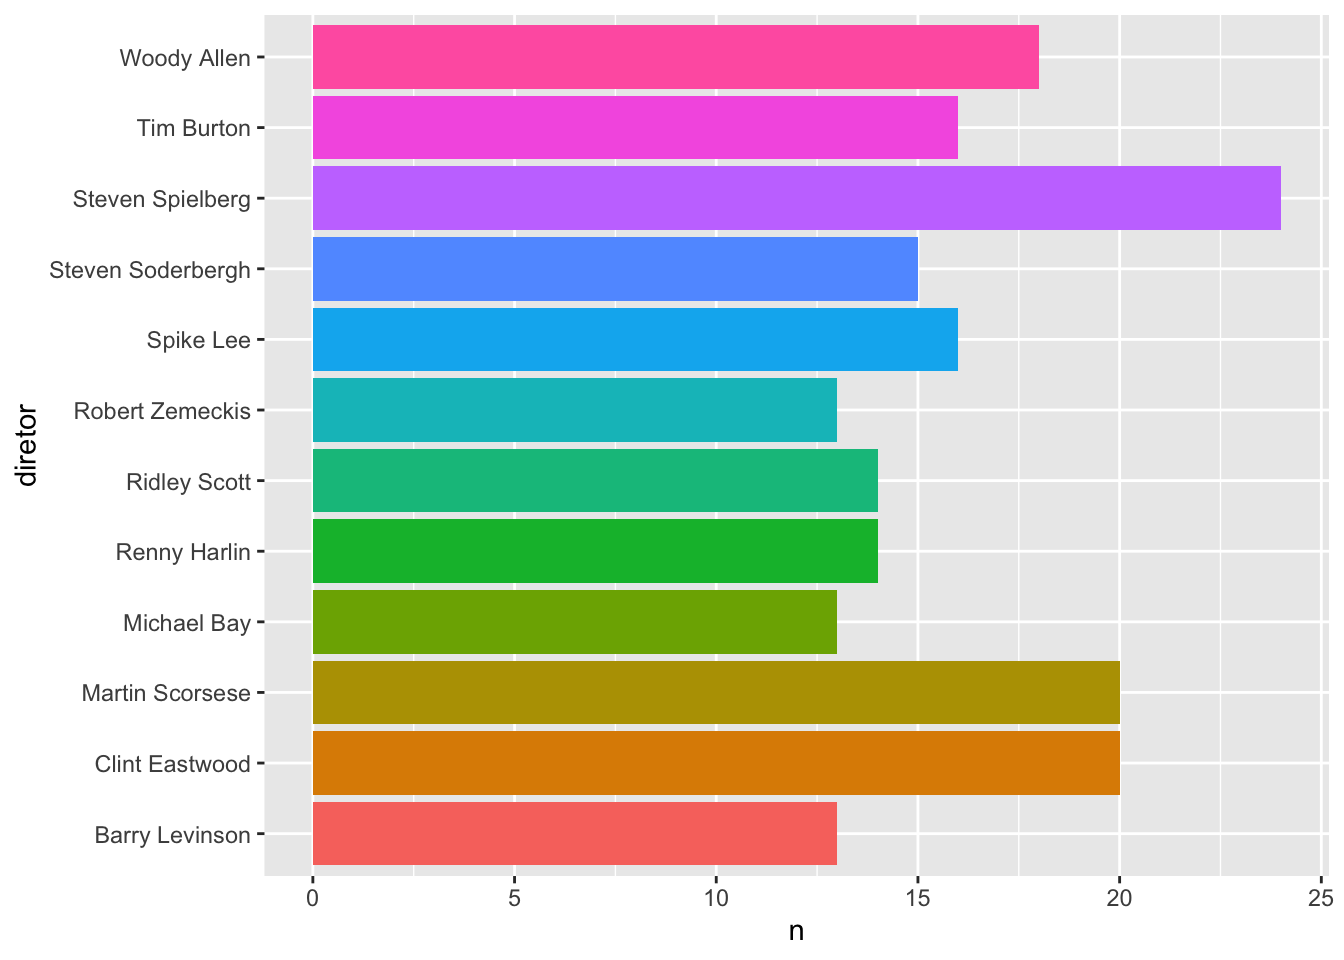 Woody Allen
Tim Burton
Steven Spielberg
Steven Soderbergh
Spike Lee
Robert Zemeckis
Ridley Scott
Renny Harlin
Michael Bay
Martin Scorsese
Clint Eastwood
Barry Levinson
diretor
0 5 10 15 20 25
n